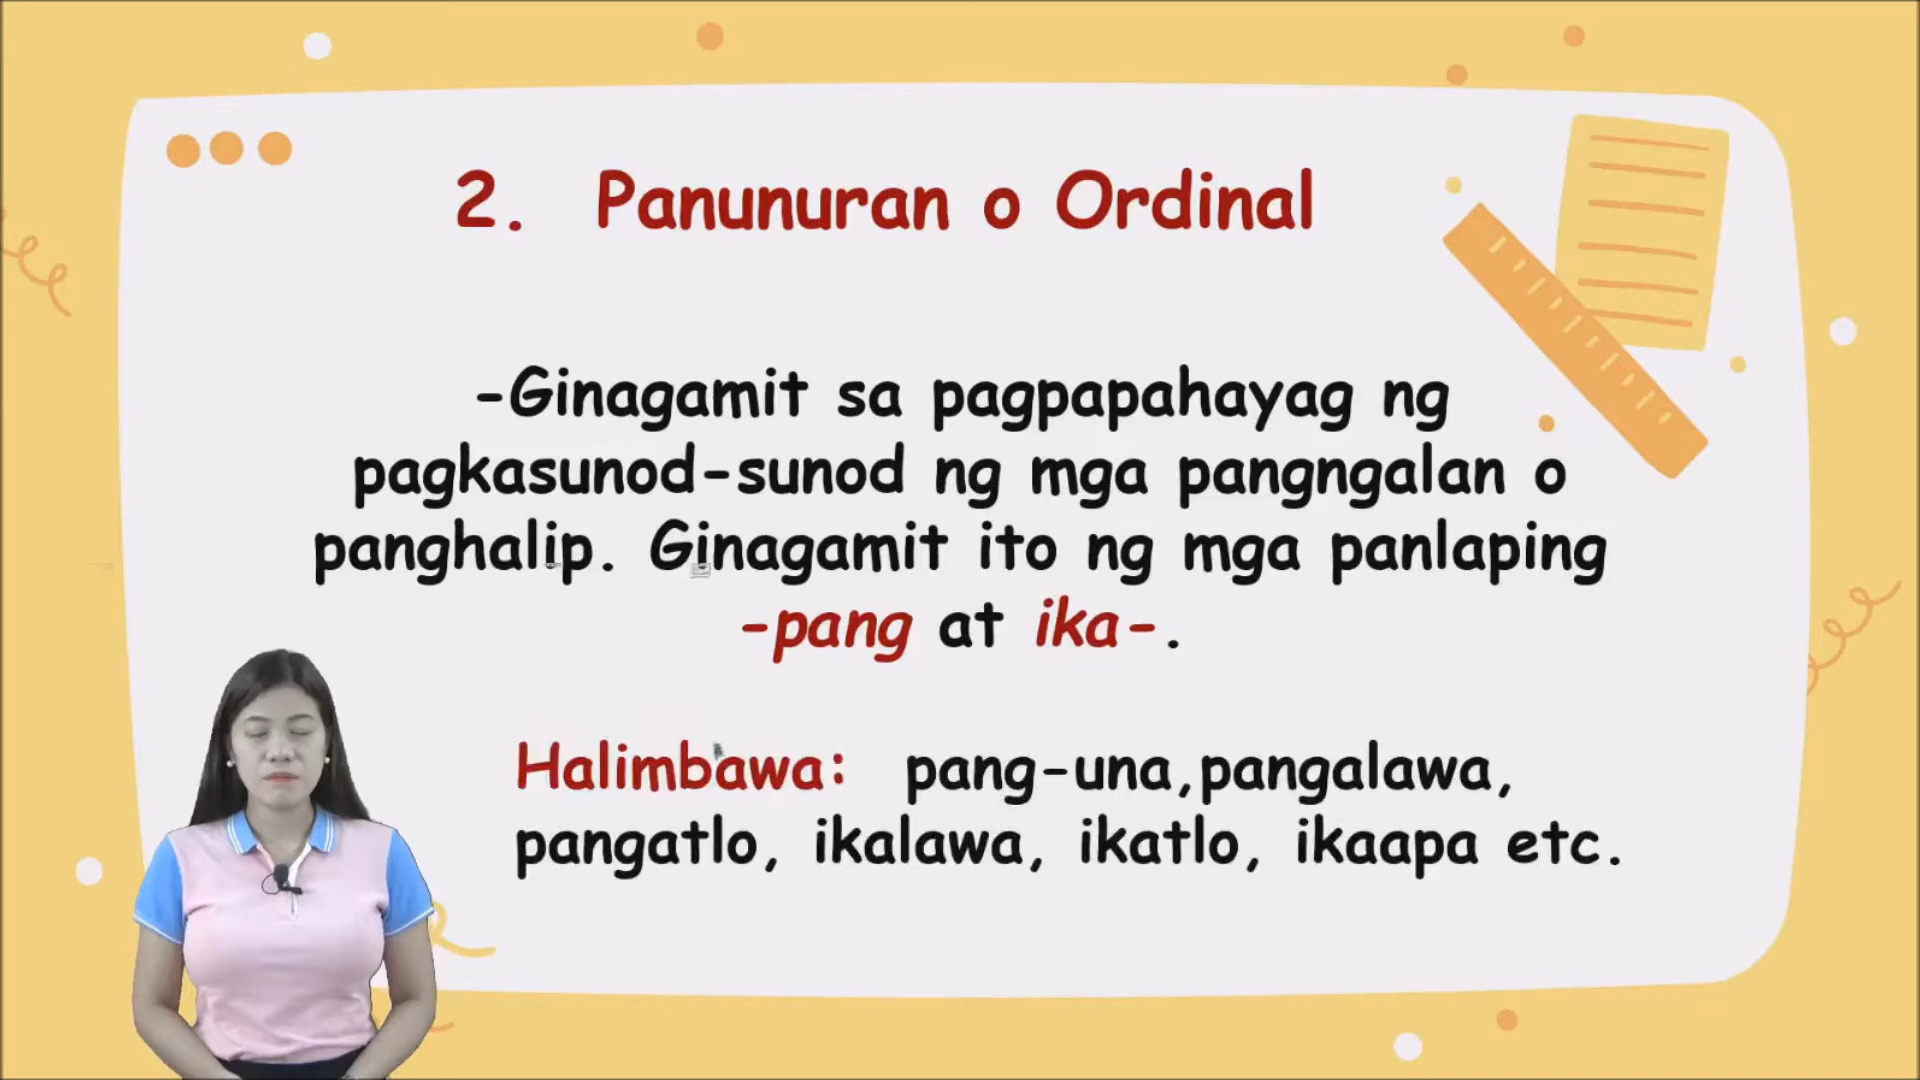 2. Panunuran o Ordinal
-Ginagamit sa pagpapahayag ng
pagkasunod-sunod ng mga pangngalan o
panghalip. Ginagamit ito ng mga panlaping
-pang at ika-.
Halimbawa: pang-una,pangalawa,
pangatlo, ikalawa, ikatlo, ikaapa etc.